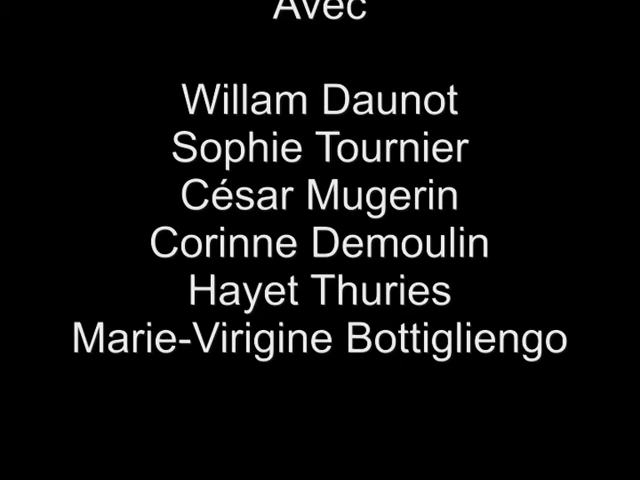 Avec
Willam Daunot
Sophie Tournier
César Mugerin
Corinne Demoulin
Hayet Thuries
Marie-Virigine Bottigliengo